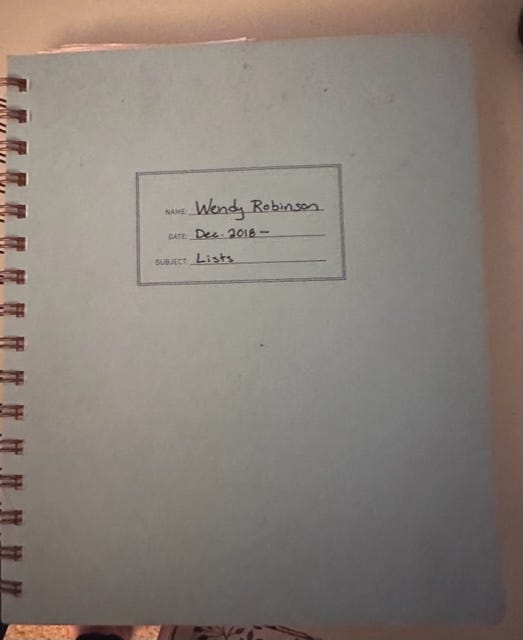 NAME: Wendy Robinson
DATE: Dec. 2018 –
SUBJECT: Lists